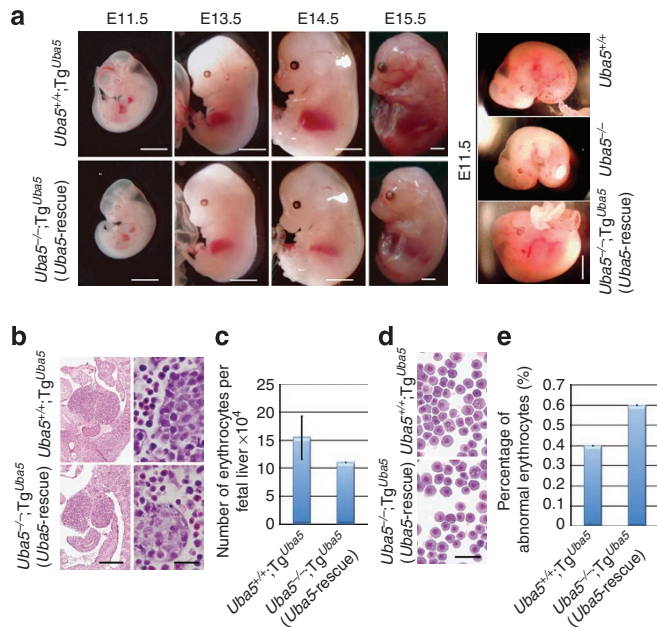 a
E11.5 E13.5 E14.5 E15.5
Uba5+/+;TgUba5
Uba5–/–;TgUba5
(Uba5-rescue)
E11.5
Uba5+/+
Uba5–/–
Uba5–/–;TgUba5
(Uba5-rescue)
b
Uba5+/+;TgUba5
Uba5–/–;TgUba5
(Uba5-rescue)
c
Number of erythrocytes per
fetal liver ×104
25
20
15
10
5
0
Uba5+/+;TgUba5
Uba5–/–;TgUba5
(Uba5-rescue)
d
Uba5+/+;TgUba5
Uba5–/–;TgUba5
(Uba5-rescue)
e
Percentage of
abnormal erythrocytes (%)
0.7
0.6
0.5
0.4
0.3
0.2
0.1
0
Uba5+/+;TgUba5
Uba5–/–;TgUba5
(Uba5-rescue)